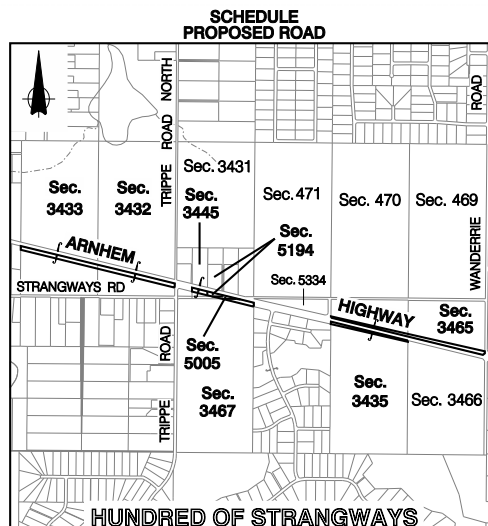 SCHEDULE
PROPOSED ROAD
NORTH
ROAD
TRIPPE
ROAD
WANDERRIE
Sec. 3431
Sec.
3433
Sec.
3432
Sec.
3445
Sec. 471
Sec. 470
Sec. 469
Sec.
5194
ARNHEM
STRANGWAYS RD
Sec. 5334
HIGHWAY
Sec.
3465
ROAD
TRIPPE
Sec.
5005
Sec.
3467
Sec.
3435
Sec. 3466
HUNDRED OF STRANGWAYS